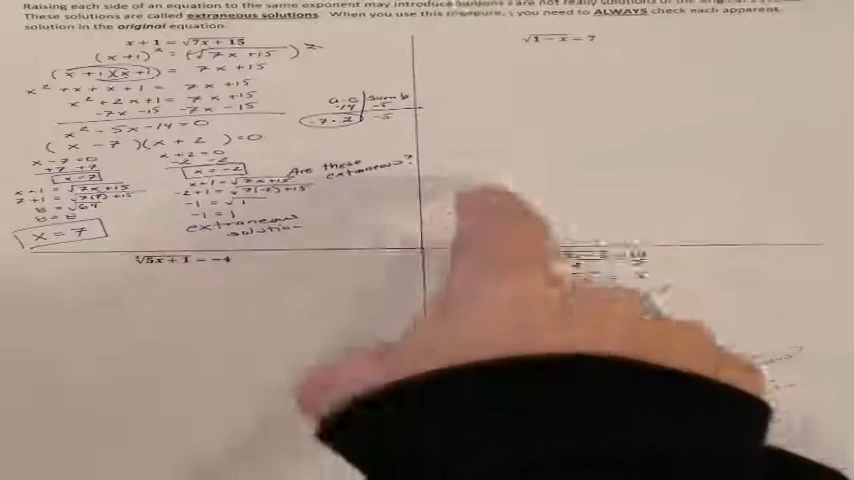 Raising each side of an equation to the same exponent may introduce solutions are not really solutions
These solutions are called extraneous solutions. When you use this procedure, you need to ALWAYS check each apparent
solution in the original equation.
x + 1 = √7x + 15
(x+1)² = (√7x+15)²
(x+1)(x+1) = 7x+15
x² + x + x + 1 = 7x+15
x² + 2x + 1 = 7x+15
-7x -15 -7x -15
x² - 5x - 14 = 0
(x - 7)(x + 2) = 0
x - 7 = 0
+7 +7
x = 7
x+1 = √7x+15
7+1 = √7(7)+15
8 = √64
8 = 8
x = 7
x + 2 = 0
-2 -2
x = -2
x+1 = √7x+15
-2+1 = √7(-2)+15
-1 = √1
-1 = 1
extraneous
solution
Are these
extraneous?
a·c | Sum b
-14 | -5
-7·2 | -5
√1 − x = 7
∛5x + 1 = −4